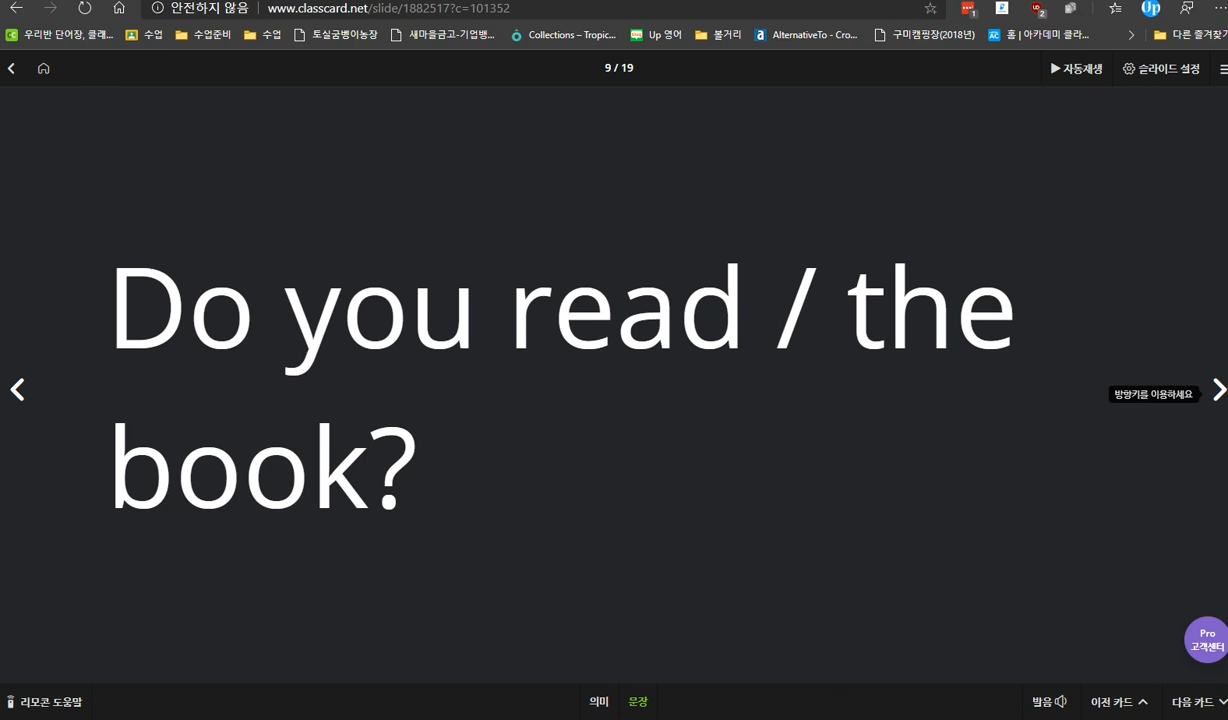 안전하지 않음 | www.classcard.net/slide/1882517?c=101352
우리반 단어장, 클래... 수업 수업준비 수업 토실굼벵이농장 새마을금고-기업뱅... Collections – Tropic... Up 영어 볼거리 AlternativeTo - Cro... 구미캠핑장(2018년) 홈 | 아카데미 클라... 다른 즐겨찾기
9 / 19 자동재생 슬라이드 설정
Do you read / the
book?
방향키를 이용하세요
Pro
고객센터
리모콘 도움말 의미 문장 발음 이전 카드 다음 카드